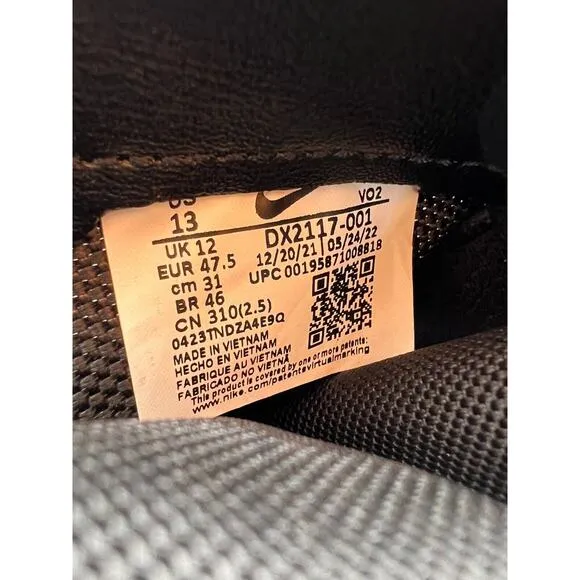 US
13
VO2
UK 12
EUR 47.5
cm 31
BR 46
CN 310(2.5)
0423TNDZA4E9Q
MADE IN VIETNAM
HECHO EN VIETNAM
FABRIQUE AU VIETNAM
FABRICADO NO VIETNÃ
This product is covered by one or more patents:
www.nike.com/patentsvirtualmarking
DX2117-001
12/20/21 | 05/24/22
UPC 00195871008818